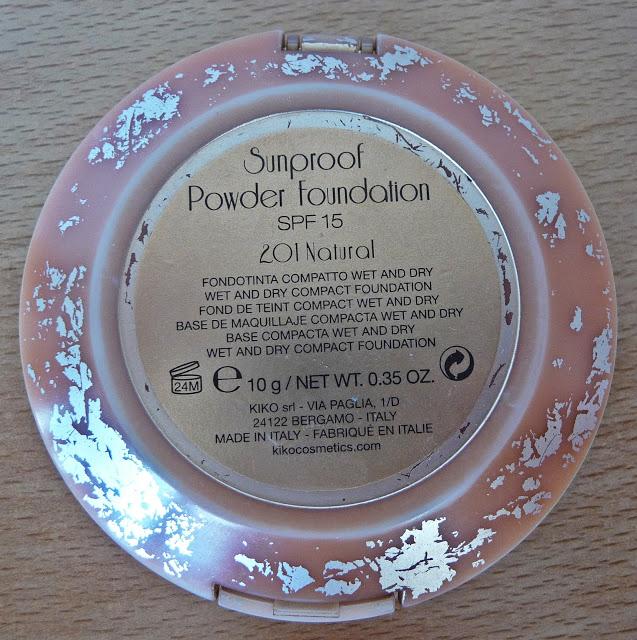 Sunproof
Powder Foundation
SPF 15
201 Natural
FONDOTINTA COMPATTO WET AND DRY
WET AND DRY COMPACT FOUNDATION
FOND DE TEINT COMPACT WET AND DRY
BASE DE MAQUILLAJE COMPACTA WET AND DRY
BASE COMPACTA WET AND DRY
WET AND DRY COMPACT FOUNDATION
24M ℮ 10 g / NET WT. 0.35 OZ.
KIKO srl - VIA PAGLIA, 1/D
24122 BERGAMO - ITALY
MADE IN ITALY - FABRIQUÉ EN ITALIE
kikocosmetics.com